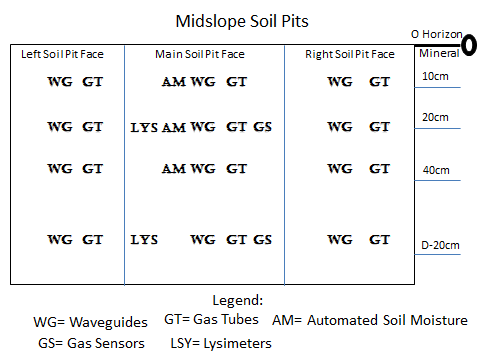 Midslope Soil Pits
O Horizon
Left Soil Pit Face Main Soil Pit Face Right Soil Pit Face Mineral
WG GT AM WG GT WG GT 10cm
WG GT LYS AM WG GT GS WG GT 20cm
WG GT AM WG GT WG GT 40cm
WG GT LYS WG GT GS WG GT D-20cm
Legend:
WG= Waveguides GT= Gas Tubes AM= Automated Soil Moisture
GS= Gas Sensors LSY= Lysimeters